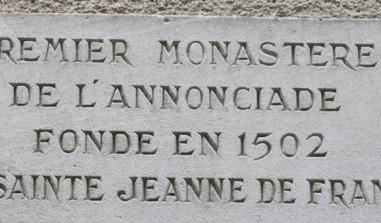 REMIER MONASTERE
DE L'ANNONCIADE
FONDE EN 1502
SAINTE JEANNE DE FRAN